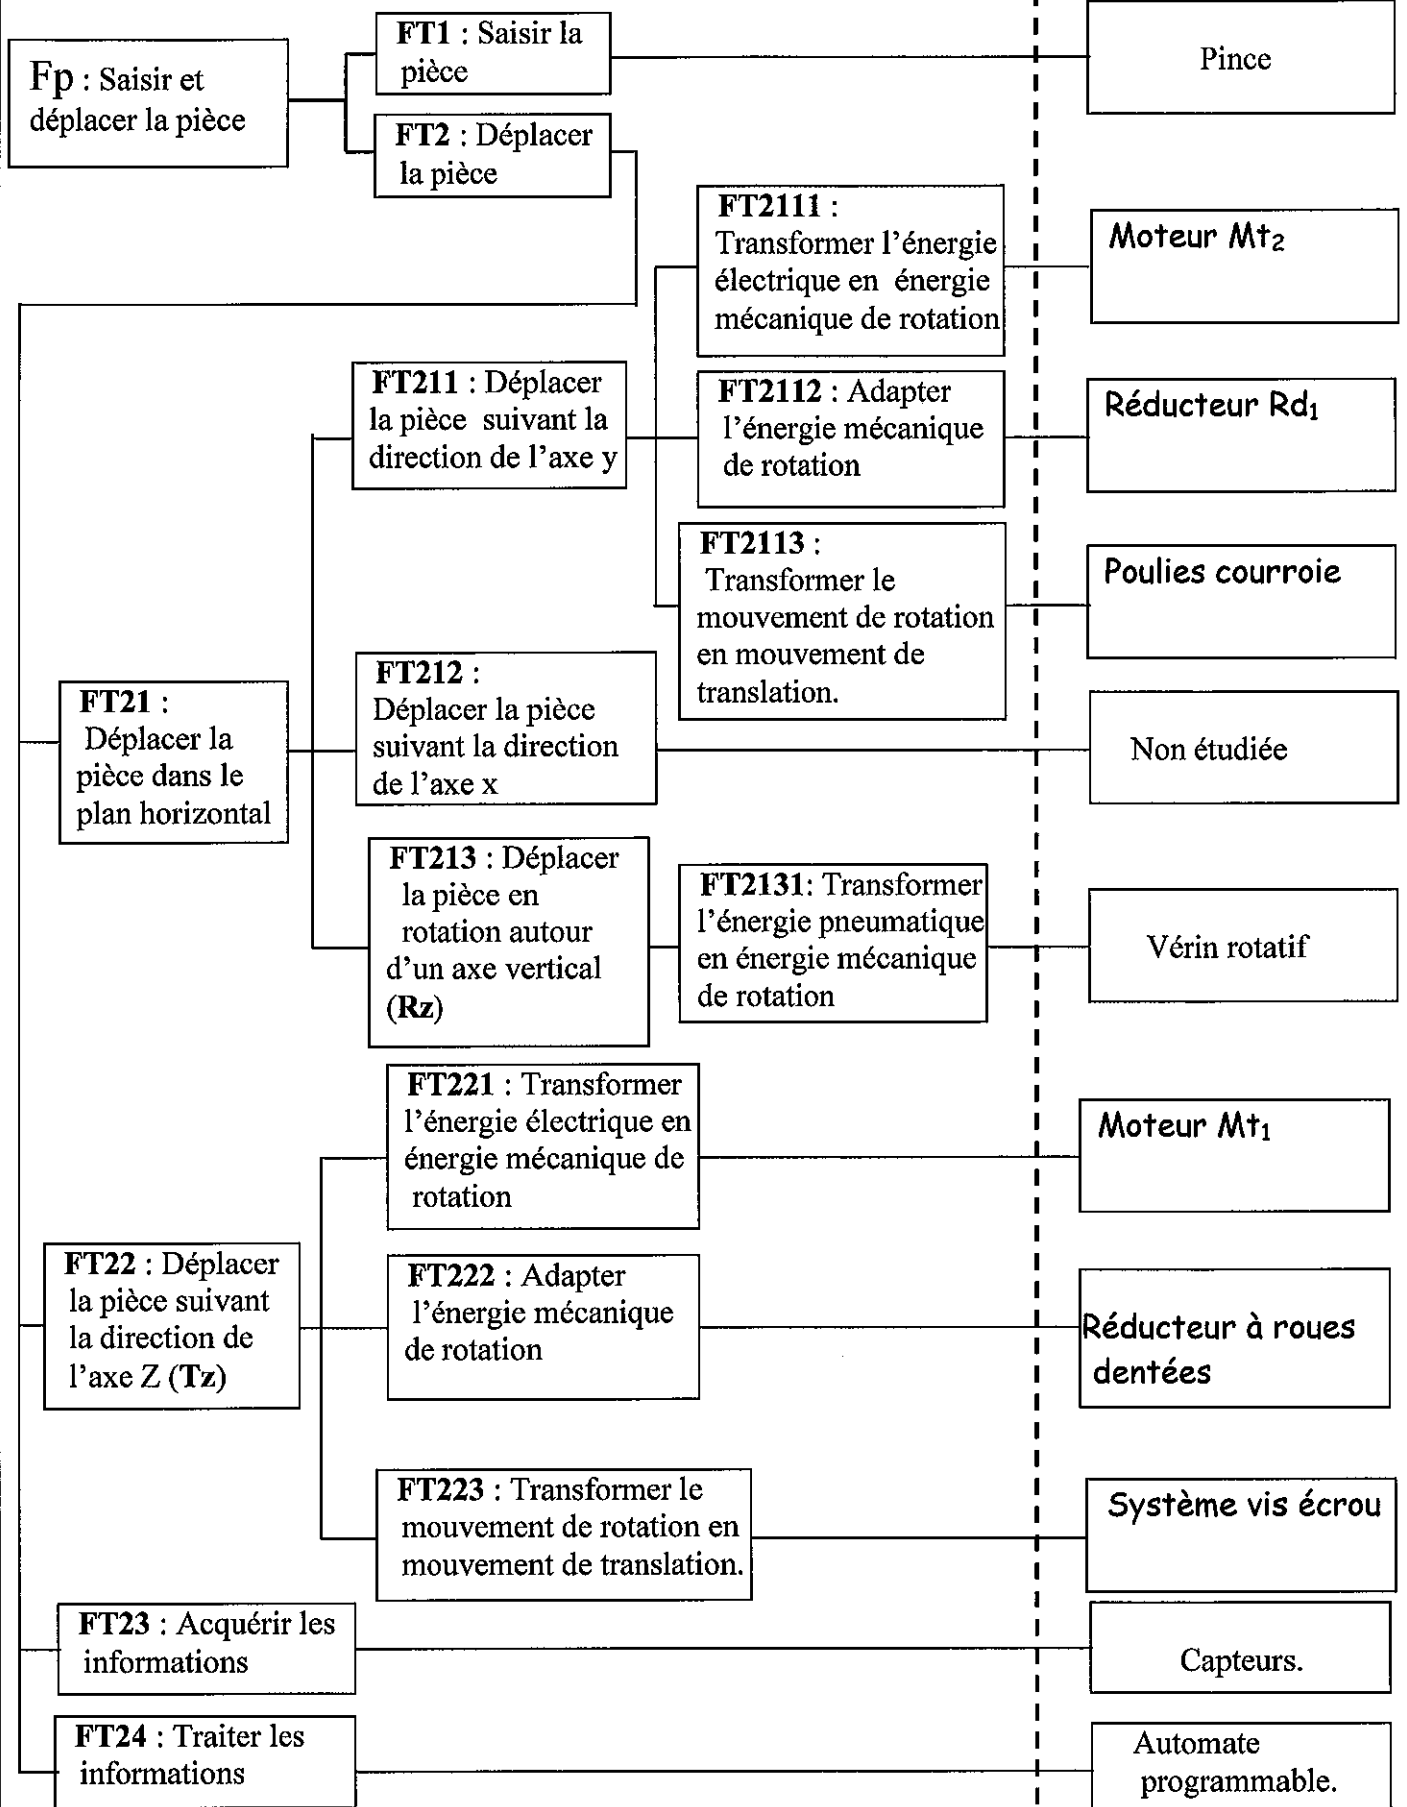 Fp : Saisir et
déplacer la pièce
FT1 : Saisir la
pièce
Pince
FT2 : Déplacer
la pièce
FT2111 :
Transformer l'énergie
électrique en énergie
mécanique de rotation
Moteur Mt2
FT211 : Déplacer
la pièce suivant la
direction de l'axe y
FT2112 : Adapter
l'énergie mécanique
de rotation
Réducteur Rd1
FT2113 :
Transformer le
mouvement de rotation
en mouvement de
translation.
Poulies courroie
FT21 :
Déplacer la
pièce dans le
plan horizontal
FT212 :
Déplacer la pièce
suivant la direction
de l'axe x
Non étudiée
FT213 : Déplacer
la pièce en
rotation autour
d'un axe vertical
(Rz)
FT2131: Transformer
l'énergie pneumatique
en énergie mécanique
de rotation
Vérin rotatif
FT221 : Transformer
l'énergie électrique en
énergie mécanique de
rotation
Moteur Mt1
FT22 : Déplacer
la pièce suivant
la direction de
l'axe Z (Tz)
FT222 : Adapter
l'énergie mécanique
de rotation
Réducteur à roues
dentées
FT223 : Transformer le
mouvement de rotation en
mouvement de translation.
Système vis écrou
FT23 : Acquérir les
informations
Capteurs.
FT24 : Traiter les
informations
Automate
programmable.